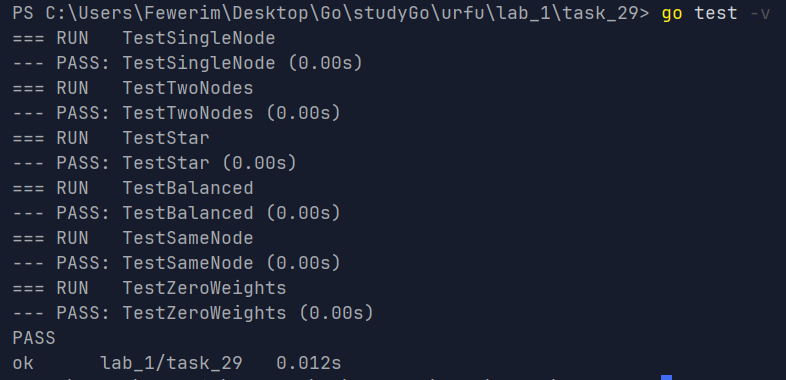 PS C:\Users\Fewerim\Desktop\Go\studyGo\urfu\lab_1\task_29> go test -v
=== RUN   TestSingleNode
--- PASS: TestSingleNode (0.00s)
=== RUN   TestTwoNodes
--- PASS: TestTwoNodes (0.00s)
=== RUN   TestStar
--- PASS: TestStar (0.00s)
=== RUN   TestBalanced
--- PASS: TestBalanced (0.00s)
=== RUN   TestSameNode
--- PASS: TestSameNode (0.00s)
=== RUN   TestZeroWeights
--- PASS: TestZeroWeights (0.00s)
PASS
ok      lab_1/task_29   0.012s